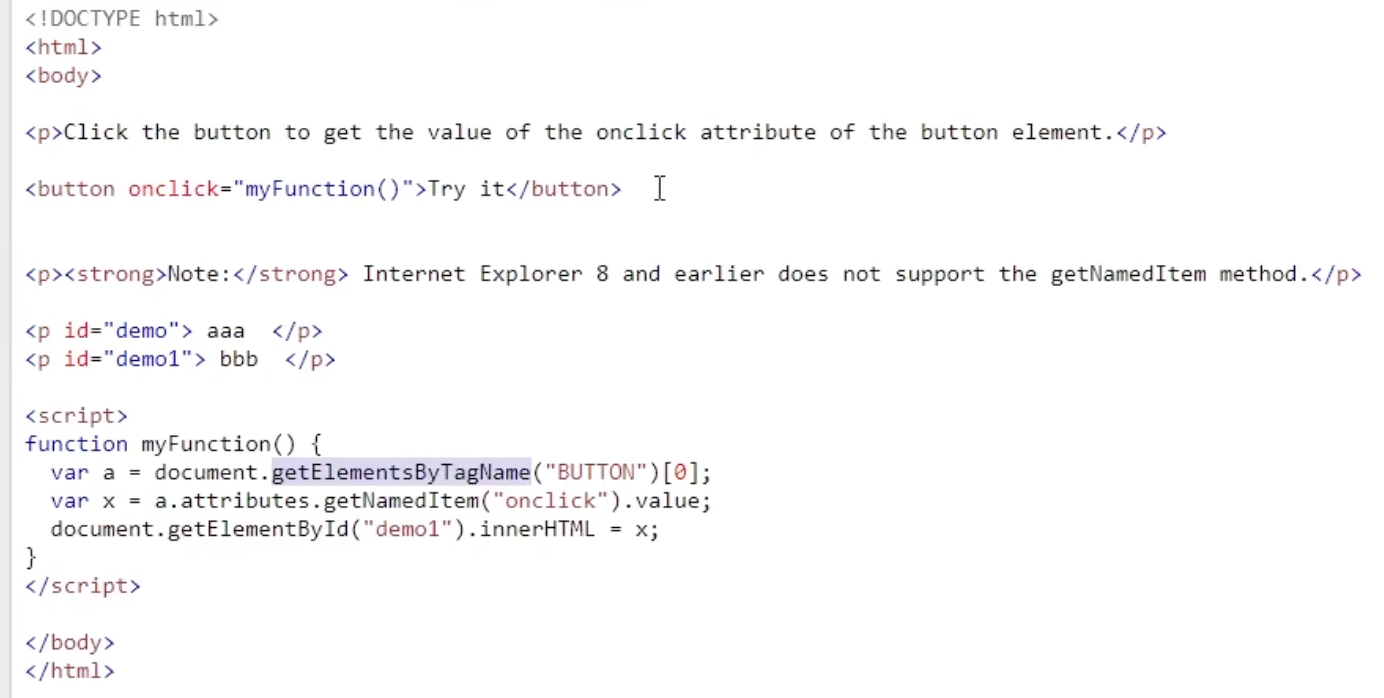 <!DOCTYPE html>
<html>
<body>
<p>Click the button to get the value of the onclick attribute of the button element.</p>
<button onclick="myFunction()">Try it</button>
<p><strong>Note:</strong> Internet Explorer 8 and earlier does not support the getNamedItem method.</p>
<p id="demo"> aaa  </p>
<p id="demo1"> bbb  </p>
<script>
function myFunction() {
  var a = document.getElementsByTagName("BUTTON")[0];
  var x = a.attributes.getNamedItem("onclick").value;
  document.getElementById("demo1").innerHTML = x;
}
</script>
</body>
</html>